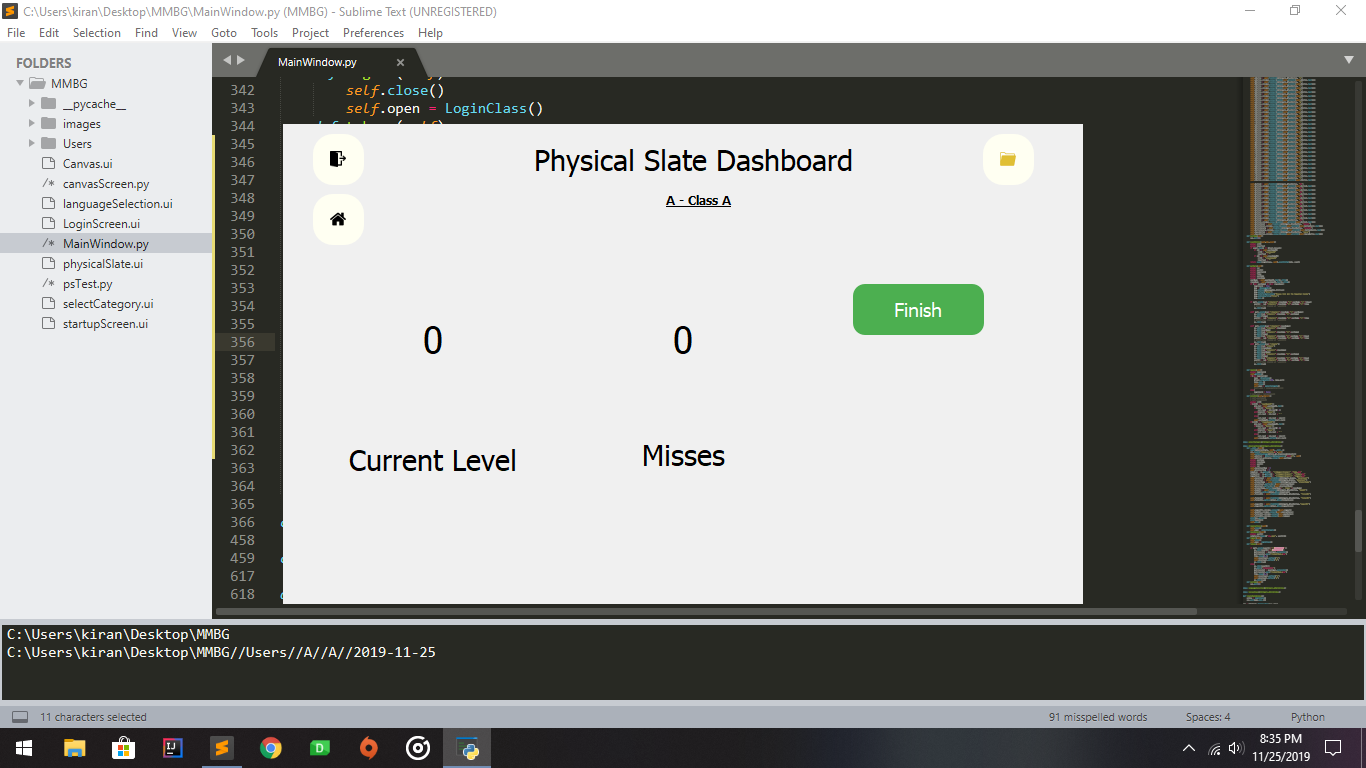 C:\Users\kiran\Desktop\MMBG\MainWindow.py (MMBG) - Sublime Text (UNREGISTERED)
File Edit Selection Find View Goto Tools Project Preferences Help
FOLDERS
MMBG
__pycache__
images
Users
Canvas.ui
/* canvasScreen.py
languageSelection.ui
LoginScreen.ui
/* MainWindow.py
physicalSlate.ui
/* psTest.py
selectCategory.ui
startupScreen.ui
MainWindow.py
342 self.close()
343 self.open = LoginClass()
344
345
346
347
348
349
350
351
352
353
354
355
356
357
358
359
360
361
362
363
364
365
366
458
459
617
618
Physical Slate Dashboard
A - Class A
Finish
0 0
Current Level Misses
C:\Users\kiran\Desktop\MMBG
C:\Users\kiran\Desktop\MMBG//Users//A//A//2019-11-25
11 characters selected 91 misspelled words Spaces: 4 Python
8:35 PM
11/25/2019